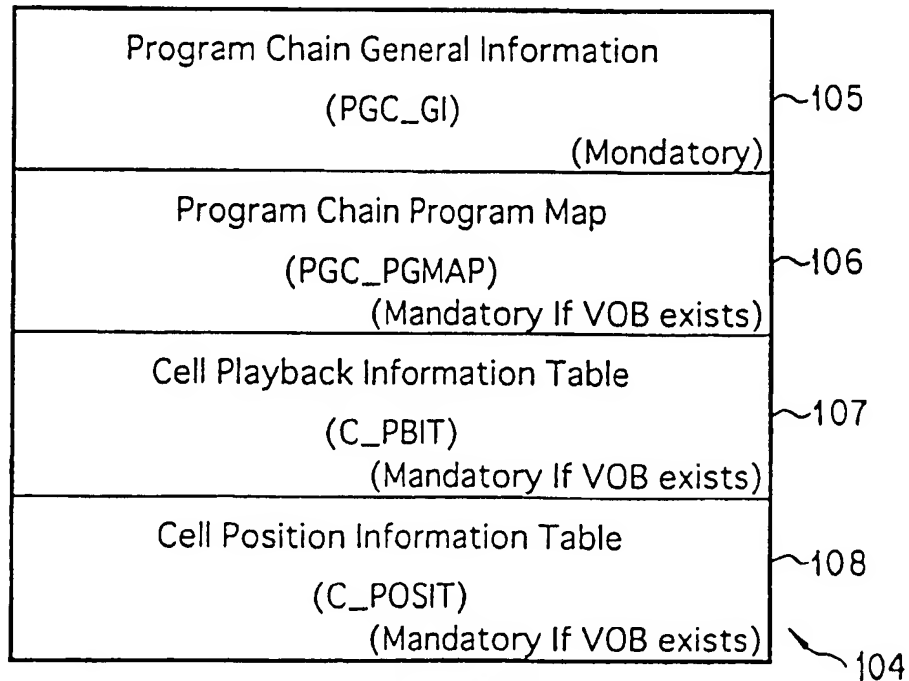 Program Chain General Information
(PGC_GI)
(Mondatory)
105
Program Chain Program Map
(PGC_PGMAP)
(Mandatory If VOB exists)
106
Cell Playback Information Table
(C_PBIT)
(Mandatory If VOB exists)
107
Cell Position Information Table
(C_POSIT)
(Mandatory If VOB exists)
108
104